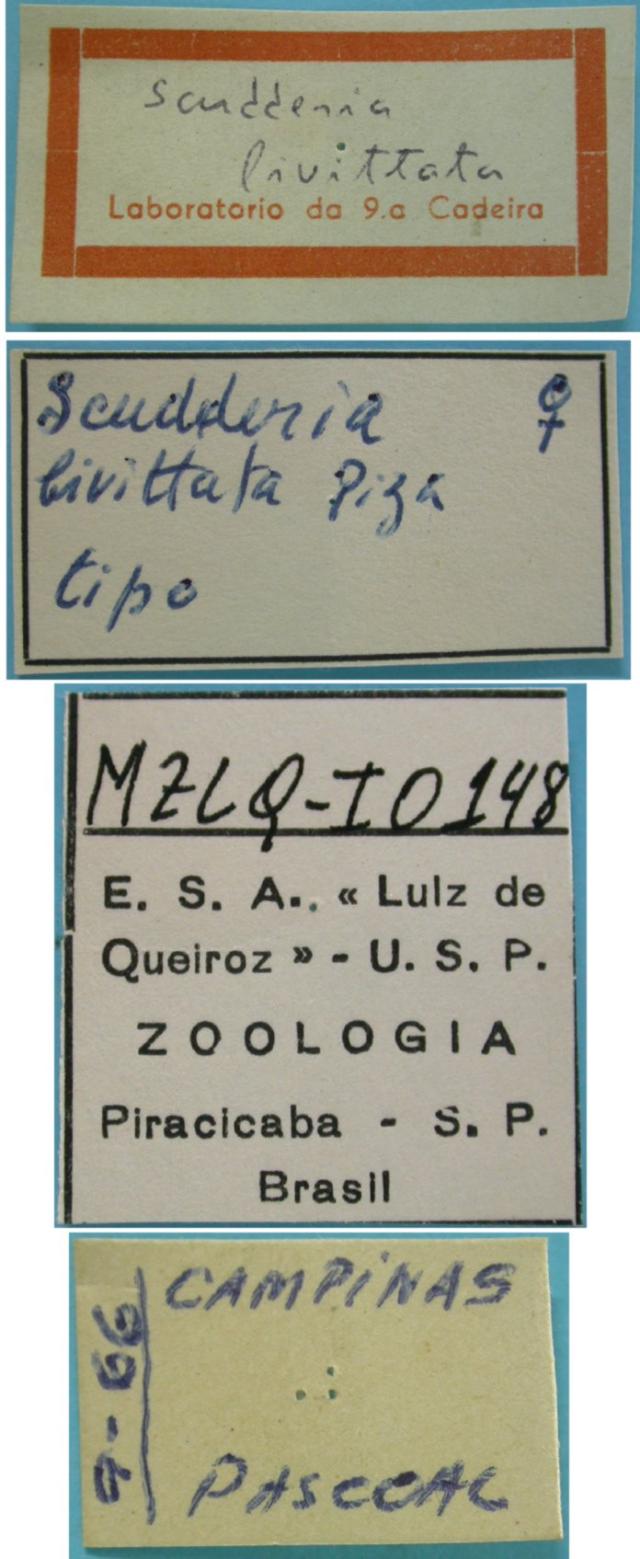 Scudderia
bivittata
Laboratorio da 9.a Cadeira
Scudderia ♀
bivittata Piza
tipo
MZLQ-I0148
E. S. A.. « Luiz de
Queiroz » - U. S. P.
ZOOLOGIA
Piracicaba - S. P.
Brasil
CAMPiNAS
9-66
PASCOAL